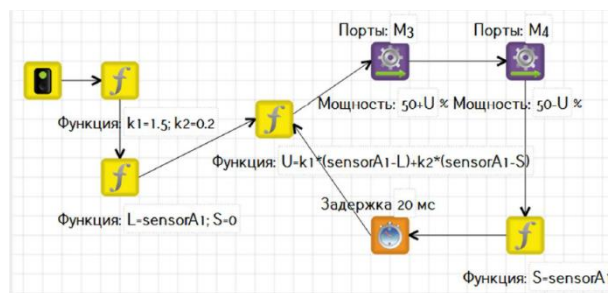 Порты: M3
Порты: M4
Функция: k1=1.5; k2=0.2
Мощность: 50+U %
Мощность: 50-U %
Функция: U=k1*(sensorA1-L)+k2*(sensorA1-S)
Функция: L=sensorA1; S=0
Задержка 20 мс
Функция: S=sensorA1